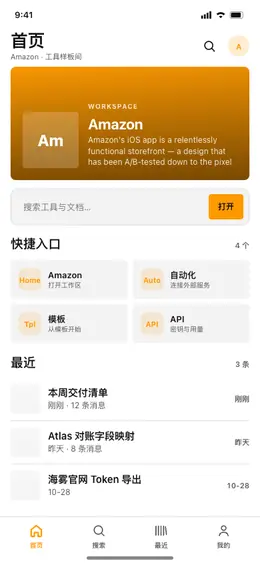 9:41
首页
Amazon · 工具样板间
A
WORKSPACE
Am
Amazon
Amazon's iOS app is a relentlessly
functional storefront — a design that
has been A/B-tested down to the pixel
搜索工具与文档...
打开
快捷入口
4 个
Home
Amazon
打开工作区
Auto
自动化
连接外部服务
Tpl
模板
从模板开始
API
API
密钥与用量
最近
3 条
本周交付清单
刚刚 · 12 条消息
刚刚
Atlas 对账字段映射
昨天 · 8 条消息
昨天
海雾官网 Token 导出
10-28
10-28
首页
搜索
最近
我的